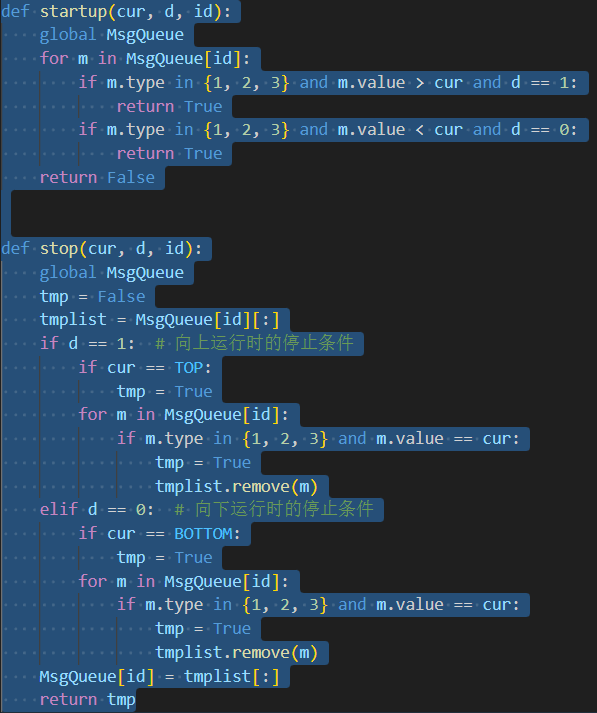 def startup(cur, d, id):
    global MsgQueue
    for m in MsgQueue[id]:
        if m.type in {1, 2, 3} and m.value > cur and d == 1:
            return True
        if m.type in {1, 2, 3} and m.value < cur and d == 0:
            return True
    return False
def stop(cur, d, id):
    global MsgQueue
    tmp = False
    tmplist = MsgQueue[id][:]
    if d == 1:  # 向上运行时的停止条件
        if cur == TOP:
            tmp = True
        for m in MsgQueue[id]:
            if m.type in {1, 2, 3} and m.value == cur:
                tmp = True
                tmplist.remove(m)
    elif d == 0:  # 向下运行时的停止条件
        if cur == BOTTOM:
            tmp = True
        for m in MsgQueue[id]:
            if m.type in {1, 2, 3} and m.value == cur:
                tmp = True
                tmplist.remove(m)
    MsgQueue[id] = tmplist[:]
    return tmp